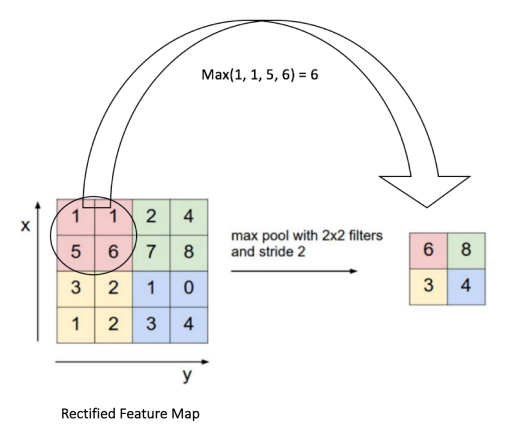 Max(1, 1, 5, 6) = 6
x
1 1 2 4
5 6 7 8
3 2 1 0
1 2 3 4
y
max pool with 2x2 filters
and stride 2
6 8
3 4
Rectified Feature Map